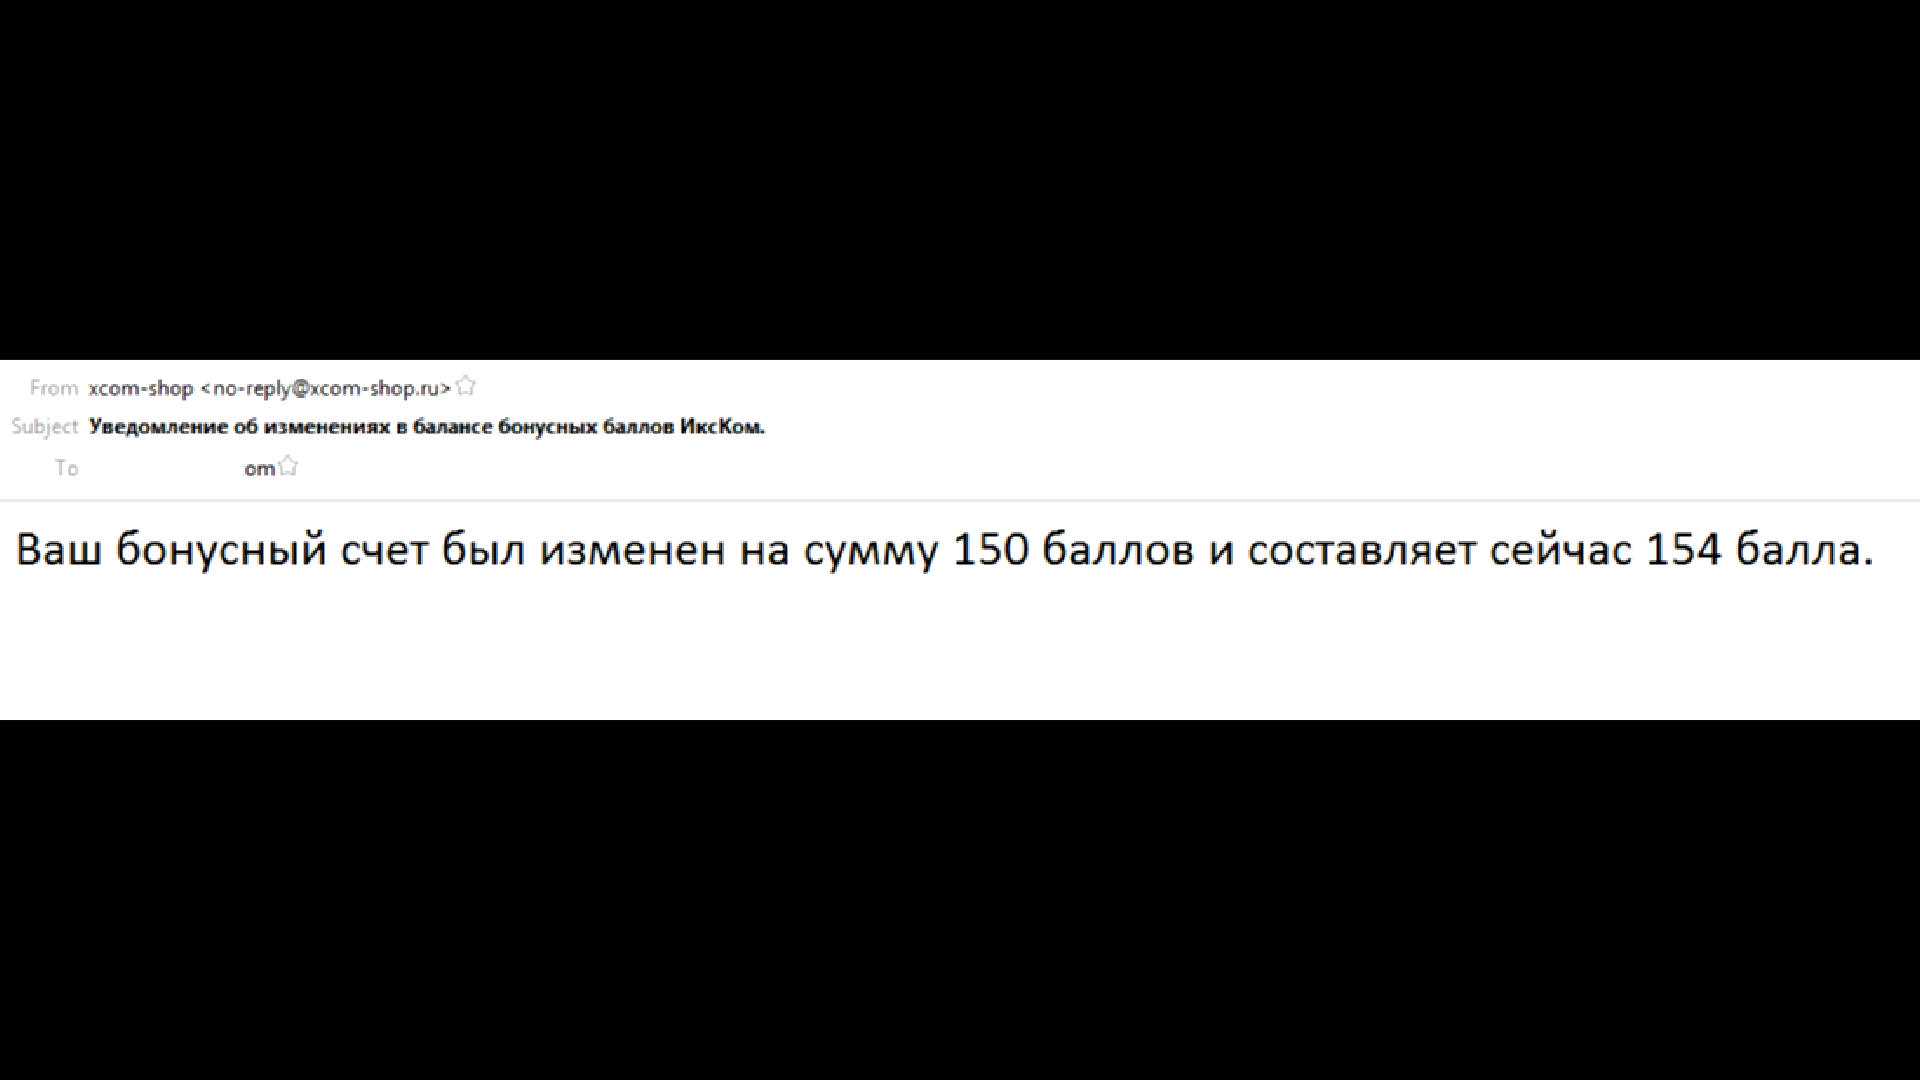 From xcom-shop <no-reply@xcom-shop.ru>
Subject Уведомление об изменениях в балансе бонусных баллов ИксКом.
To om
Ваш бонусный счет был изменен на сумму 150 баллов и составляет сейчас 154 балла.